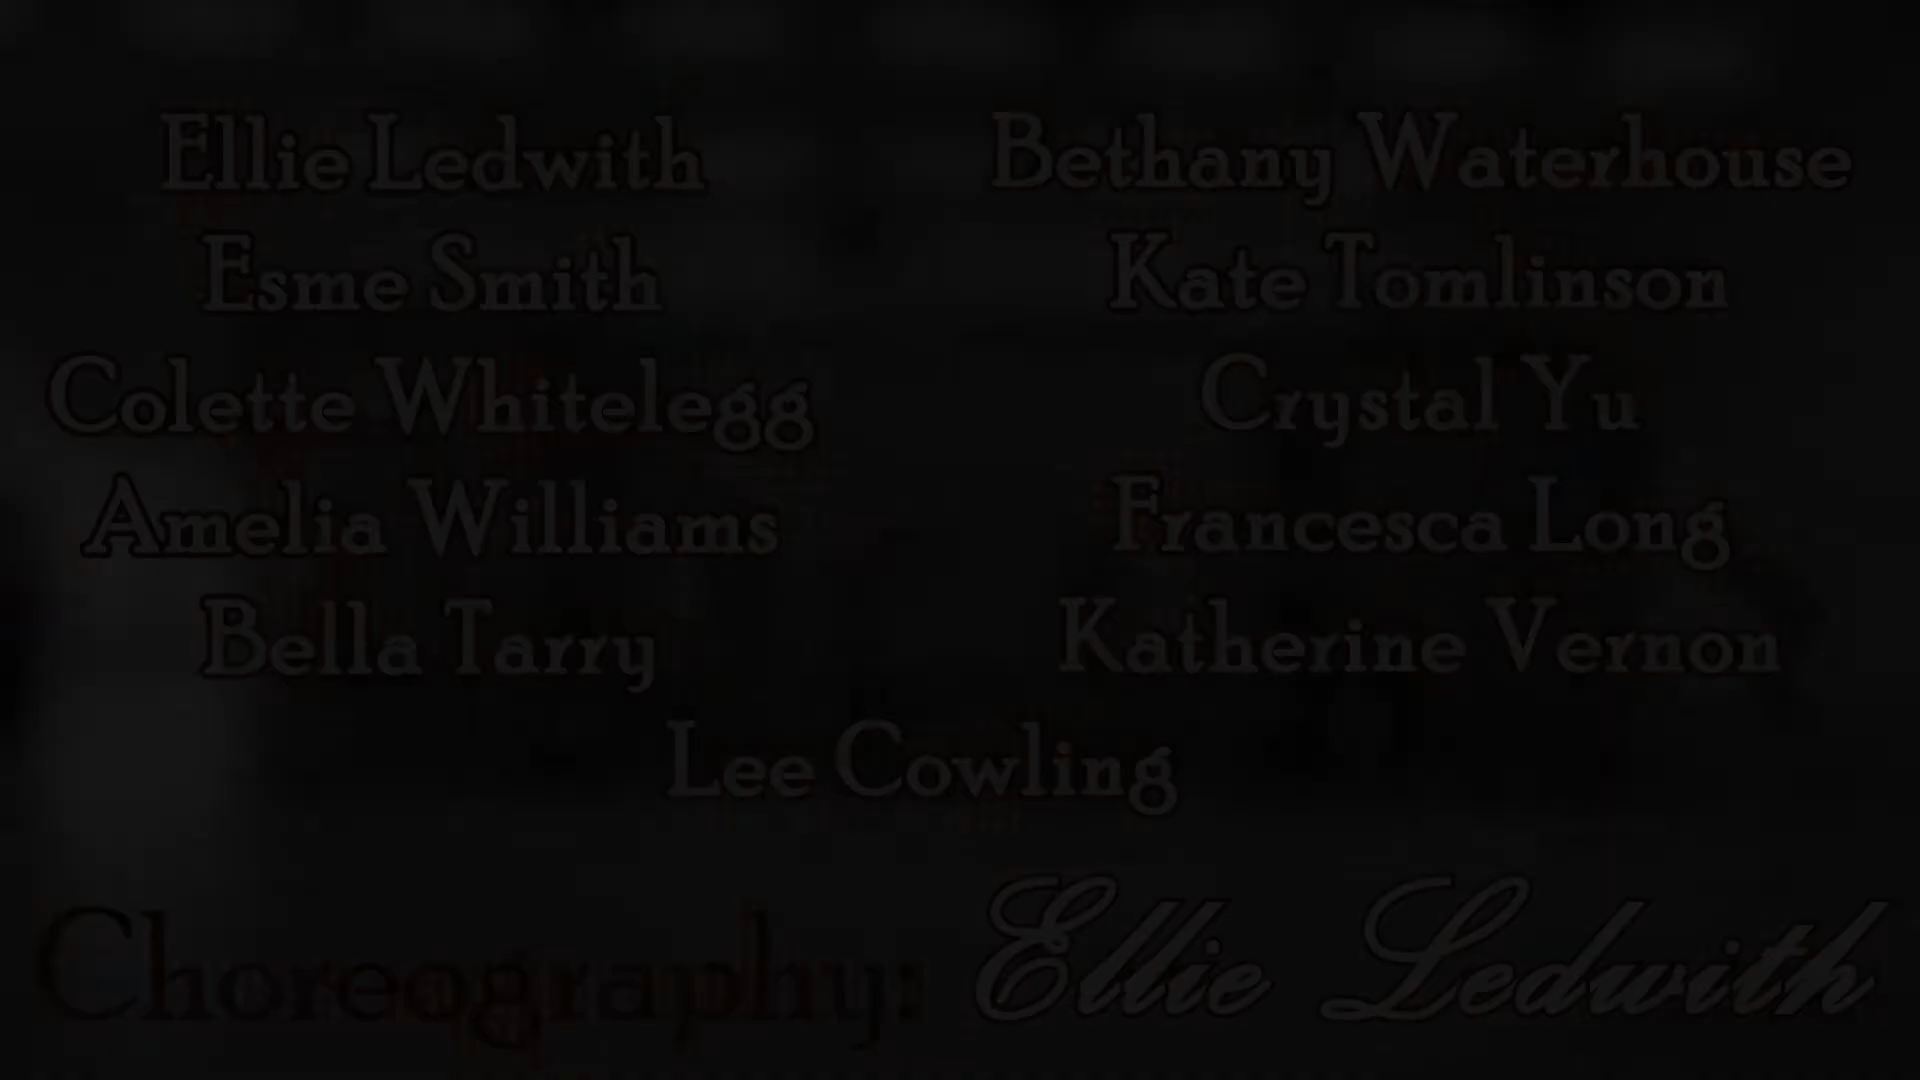 Ellie Ledwith
Bethany Waterhouse
Esme Smith
Kate Tomlinson
Colette Whitelegg
Crystal Yu
Amelia Williams
Francesca Long
Bella Tarry
Katherine Vernon
Lee Cowling
Choreography: Ellie Ledwith